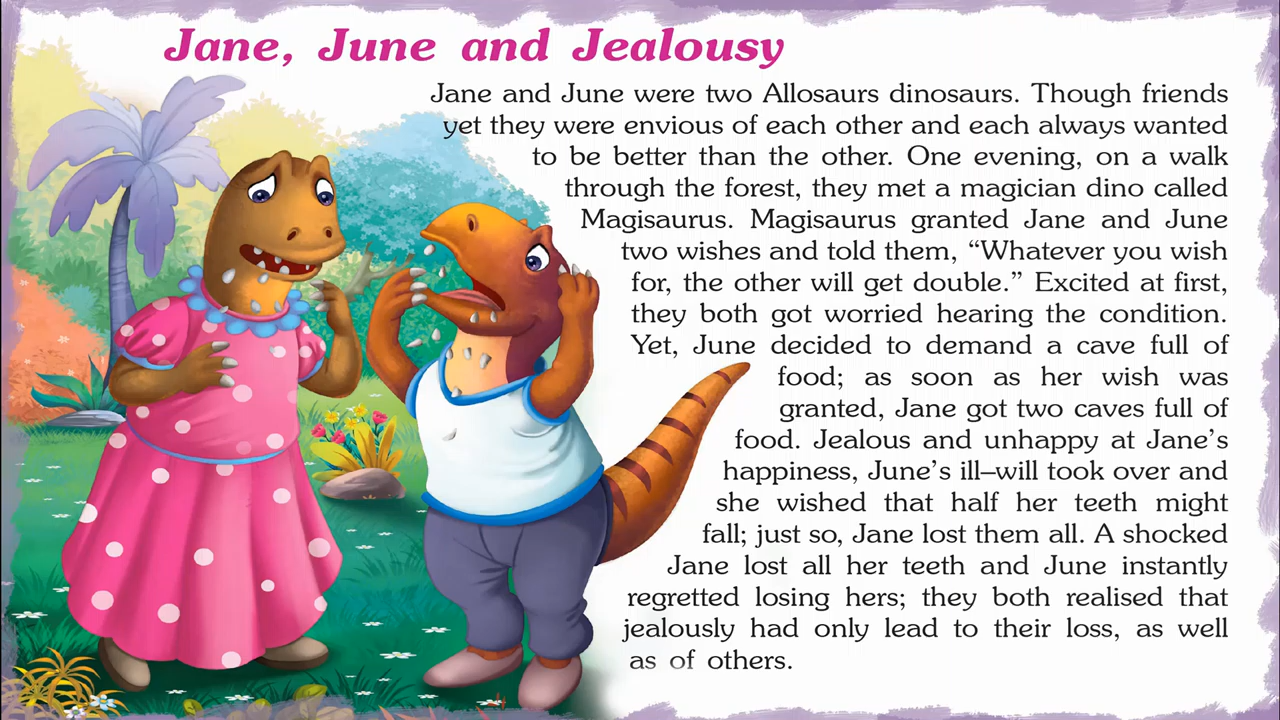 Jane, June and Jealousy
Jane and June were two Allosaurs dinosaurs. Though friends
yet they were envious of each other and each always wanted
to be better than the other. One evening, on a walk
through the forest, they met a magician dino called
Magisaurus. Magisaurus granted Jane and June
two wishes and told them, “Whatever you wish
for, the other will get double.” Excited at first,
they both got worried hearing the condition.
Yet, June decided to demand a cave full of
food; as soon as her wish was
granted, Jane got two caves full of
food. Jealous and unhappy at Jane’s
happiness, June’s ill–will took over and
she wished that half her teeth might
fall; just so, Jane lost them all. A shocked
Jane lost all her teeth and June instantly
regretted losing hers; they both realised that
jealously had only lead to their loss, as well
as of others.